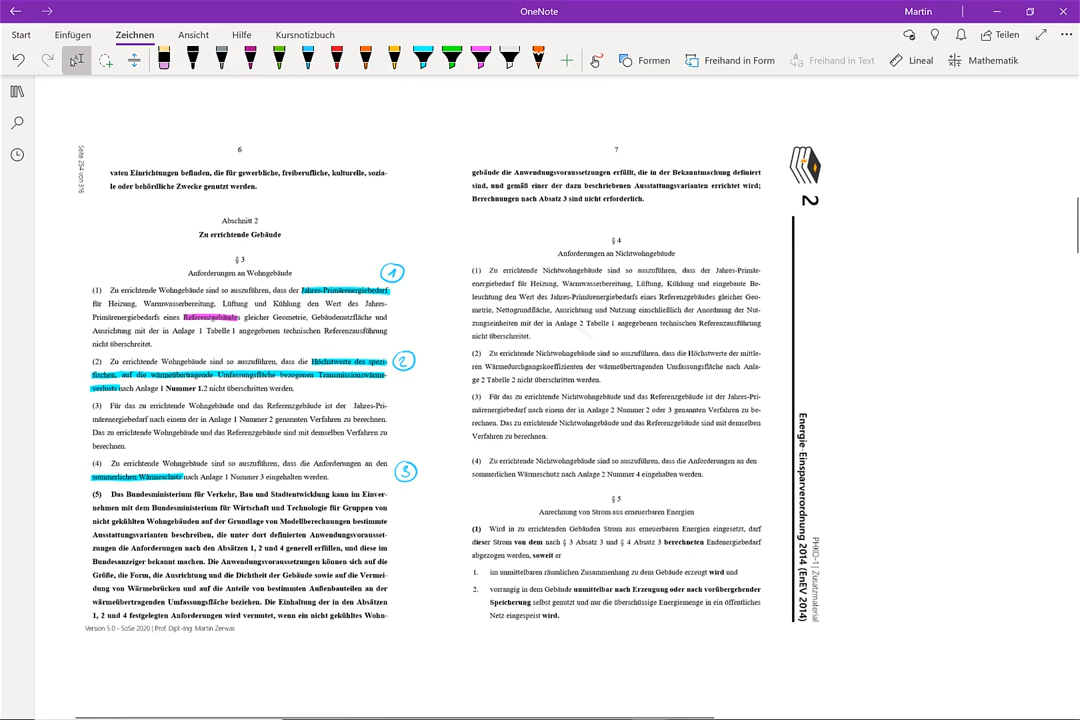 OneNote
Martin
Start
Einfügen
Zeichnen
Ansicht
Hilfe
Kursnotizbuch
Teilen
Formen
Freihand in Form
Freihand in Text
Lineal
Mathematik
Seite 254 von 316
6
vaten Einrichtungen befinden, die für gewerbliche, freiberufliche, kulturelle, sozia-
le oder behördliche Zwecke genutzt werden.
Abschnitt 2
Zu errichtende Gebäude
§ 3
Anforderungen an Wohngebäude
1
(1) Zu errichtende Wohngebäude sind so auszuführen, dass der Jahres-Primärenergiebedarf
für Heizung, Warmwasserbereitung, Lüftung und Kühlung den Wert des Jahres-
Primärenergiebedarfs eines Referenzgebäudes gleicher Geometrie, Gebäudenutzfläche und
Ausrichtung mit der in Anlage 1 Tabelle 1 angegebenen technischen Referenzausführung
nicht überschreitet.
(2) Zu errichtende Wohngebäude sind so auszuführen, dass die Höchstwerte des spezi-
fischen, auf die wärmeübertragende Umfassungsfläche bezogenen Transmissionswärme-
verlusts nach Anlage 1 Nummer 1.2 nicht überschritten werden.
2
(3) Für das zu errichtende Wohngebäude und das Referenzgebäude ist der Jahres-Pri-
märenergiebedarf nach einem der in Anlage 1 Nummer 2 genannten Verfahren zu berechnen.
Das zu errichtende Wohngebäude und das Referenzgebäude sind mit demselben Verfahren zu
berechnen.
(4) Zu errichtende Wohngebäude sind so auszuführen, dass die Anforderungen an den
sommerlichen Wärmeschutz nach Anlage 1 Nummer 3 eingehalten werden.
3
(5) Das Bundesministerium für Verkehr, Bau und Stadtentwicklung kann im Einver-
nehmen mit dem Bundesministerium für Wirtschaft und Technologie für Gruppen von
nicht gekühlten Wohngebäuden auf der Grundlage von Modellberechnungen bestimmte
Ausstattungsvarianten beschreiben, die unter dort definierten Anwendungsvorausset-
zungen die Anforderungen nach den Absätzen 1, 2 und 4 generell erfüllen, und diese im
Bundesanzeiger bekannt machen. Die Anwendungsvoraussetzungen können sich auf die
Größe, die Form, die Ausrichtung und die Dichtheit der Gebäude sowie auf die Vermei-
dung von Wärmebrücken und auf die Anteile von bestimmten Außenbauteilen an der
wärmeübertragenden Umfassungsfläche beziehen. Die Einhaltung der in den Absätzen
1, 2 und 4 festgelegten Anforderungen wird vermutet, wenn ein nicht gekühltes Wohn-
Version 5.0 - SoSe 2020 | Prof. Dipl.-Ing. Martin Zerwas
7
gebäude die Anwendungsvoraussetzungen erfüllt, die in der Bekanntmachung definiert
sind, und gemäß einer der dazu beschriebenen Ausstattungsvarianten errichtet wird;
Berechnungen nach Absatz 3 sind nicht erforderlich.
§ 4
Anforderungen an Nichtwohngebäude
(1) Zu errichtende Nichtwohngebäude sind so auszuführen, dass der Jahres-Primär-
energiebedarf für Heizung, Warmwasserbereitung, Lüftung, Kühlung und eingebaute Be-
leuchtung den Wert des Jahres-Primärenergiebedarfs eines Referenzgebäudes gleicher Geo-
metrie, Nettogrundfläche, Ausrichtung und Nutzung einschließlich der Anordnung der Nut-
zungseinheiten mit der in Anlage 2 Tabelle 1 angegebenen technischen Referenzausführung
nicht überschreitet.
(2) Zu errichtende Nichtwohngebäude sind so auszuführen, dass die Höchstwerte der mittle-
ren Wärmedurchgangskoeffizienten der wärmeübertragenden Umfassungsfläche nach Anla-
ge 2 Tabelle 2 nicht überschritten werden.
(3) Für das zu errichtende Nichtwohngebäude und das Referenzgebäude ist der Jahres-Pri-
märenergiebedarf nach einem der in Anlage 2 Nummer 2 oder 3 genannten Verfahren zu be-
rechnen. Das zu errichtende Nichtwohngebäude und das Referenzgebäude sind mit demselben
Verfahren zu berechnen.
(4) Zu errichtende Nichtwohngebäude sind so auszuführen, dass die Anforderungen an den
sommerlichen Wärmeschutz nach Anlage 2 Nummer 4 eingehalten werden.
§ 5
Anrechnung von Strom aus erneuerbaren Energien
(1) Wird in zu errichtenden Gebäuden Strom aus erneuerbaren Energien eingesetzt, darf
dieser Strom von dem nach § 3 Absatz 3 und § 4 Absatz 3 berechneten Endenergiebedarf
abgezogen werden, soweit er
1. im unmittelbaren räumlichen Zusammenhang zu dem Gebäude erzeugt wird und
2. vorrangig in dem Gebäude unmittelbar nach Erzeugung oder nach vorübergehender
Speicherung selbst genutzt und nur die überschüssige Energiemenge in ein öffentliches
Netz eingespeist wird.
2
PHKO-1 | Zusatzmaterial
Energie-Einsparverordnung 2014 (EnEV 2014)